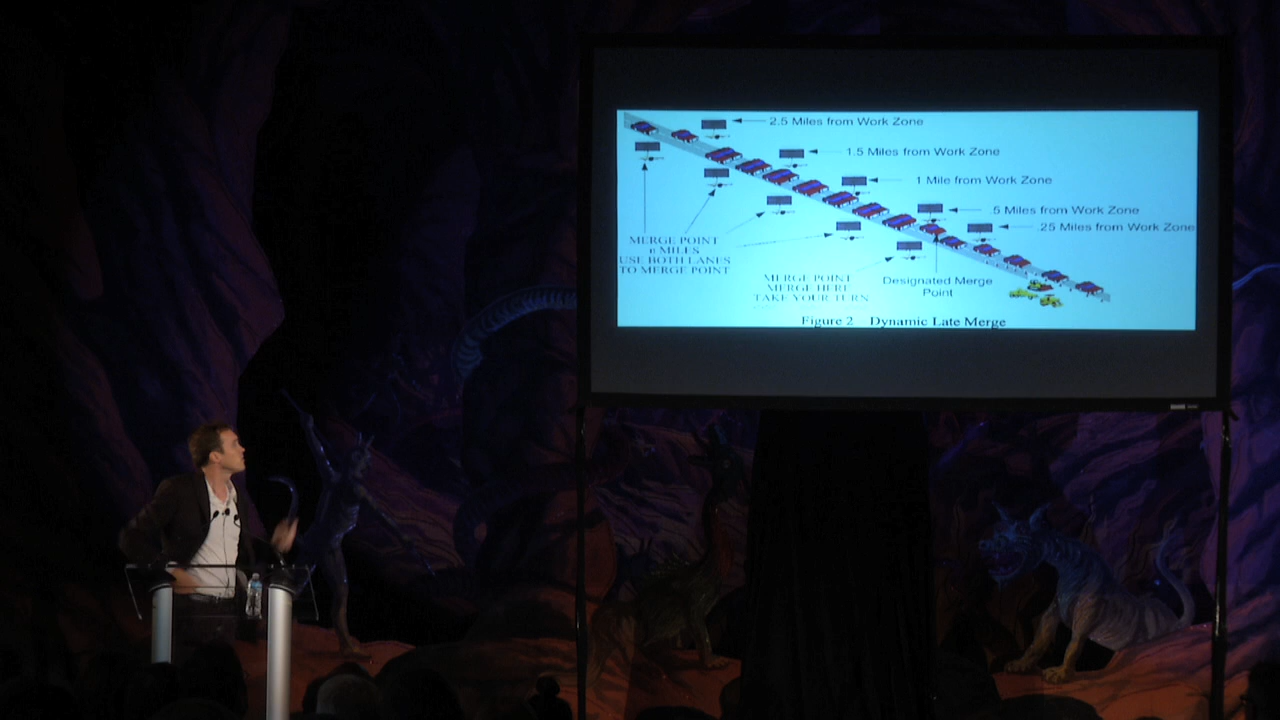 2.5 Miles from Work Zone
1.5 Miles from Work Zone
1 Mile from Work Zone
.5 Miles from Work Zone
.25 Miles from Work Zone
MERGE POINT
n MILES
USE BOTH LANES
TO MERGE POINT
MERGE POINT
MERGE HERE
TAKE YOUR TURN
Designated Merge
Point
Figure 2 Dynamic Late Merge